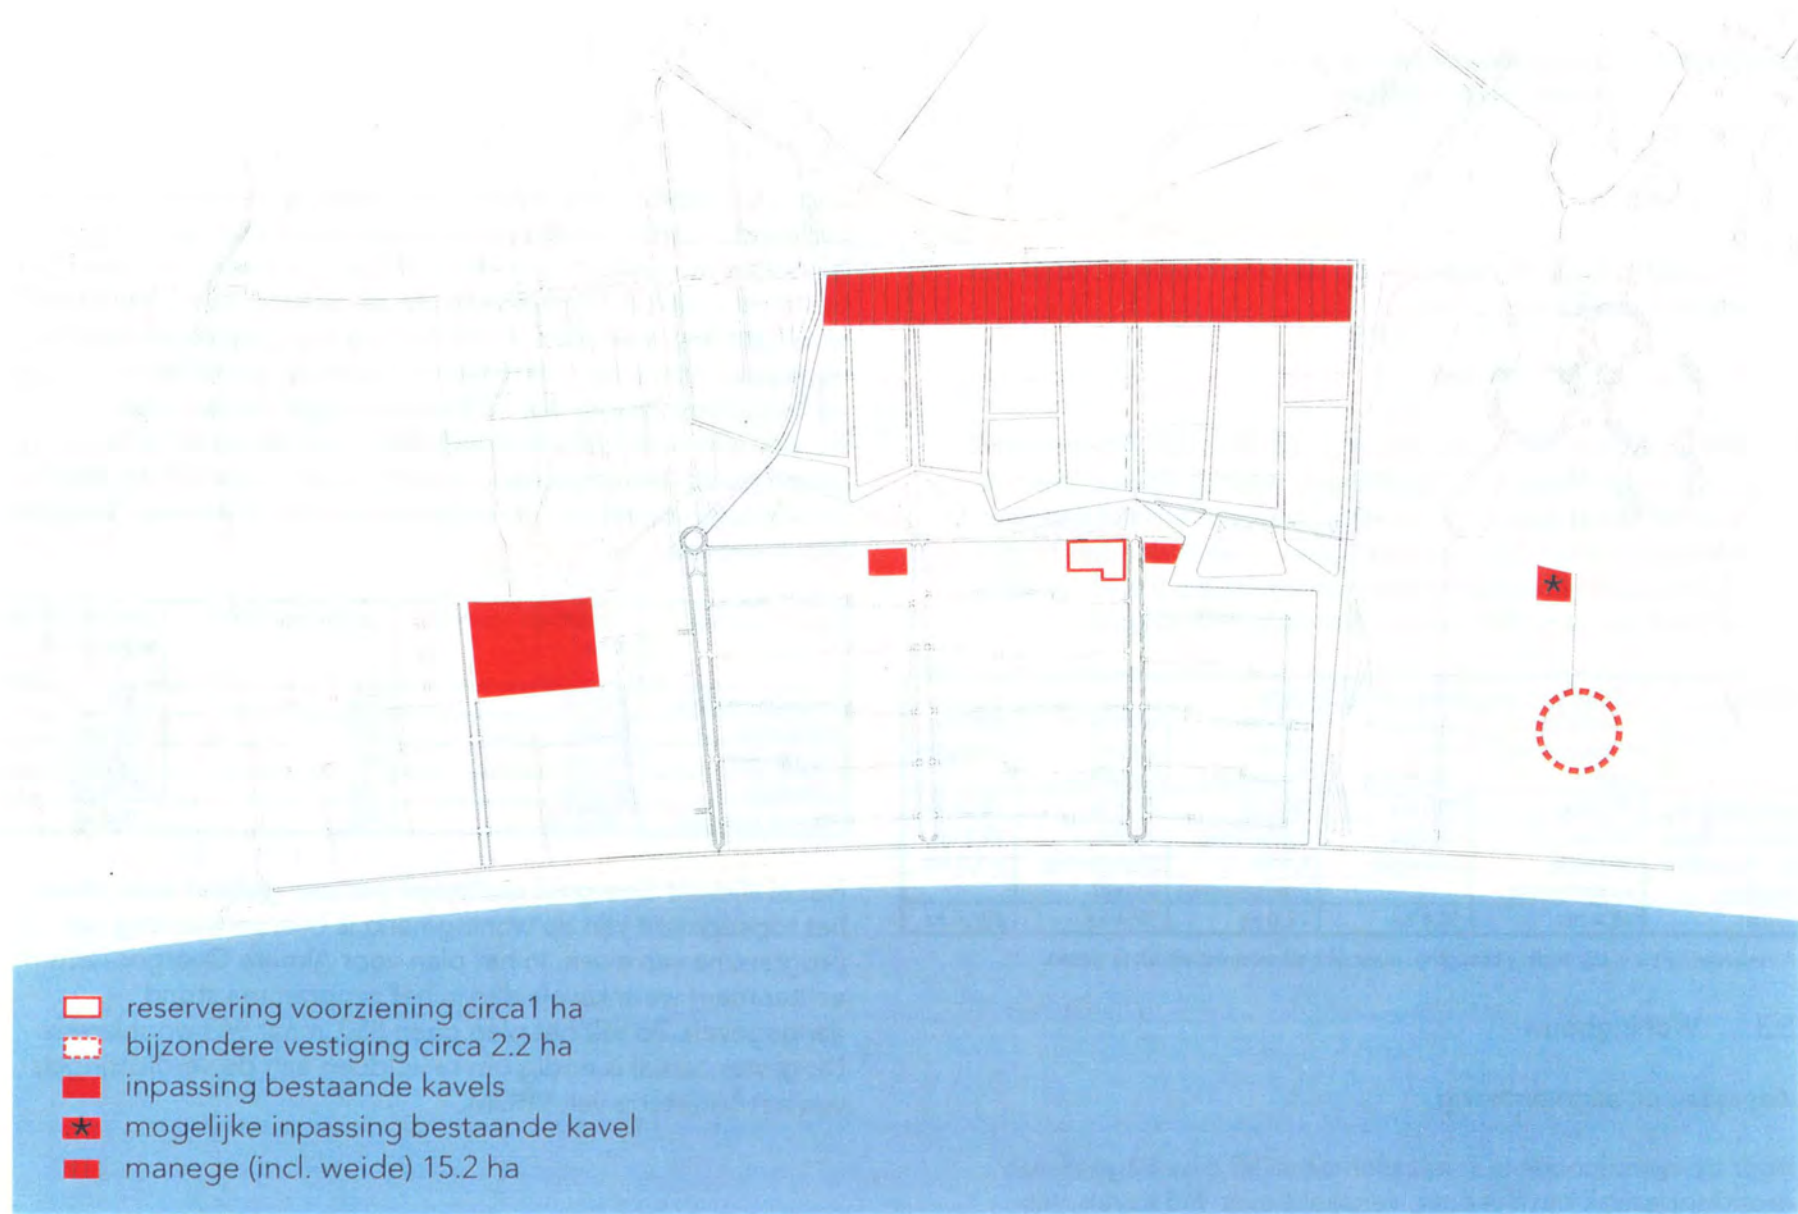 reservering voorziening circa1 ha
bijzondere vestiging circa 2.2 ha
inpassing bestaande kavels
mogelijke inpassing bestaande kavel
manege (incl. weide) 15.2 ha